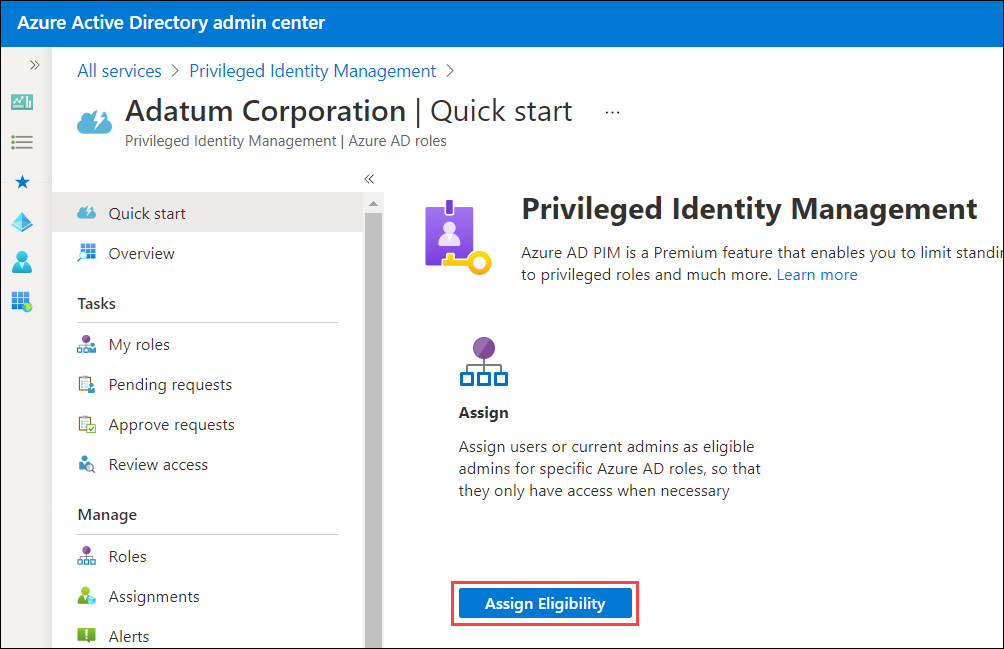 Azure Active Directory admin center
All services > Privileged Identity Management >
Adatum Corporation | Quick start ...
Privileged Identity Management | Azure AD roles
Quick start
Overview
Tasks
My roles
Pending requests
Approve requests
Review access
Manage
Roles
Assignments
Alerts
Privileged Identity Management
Azure AD PIM is a Premium feature that enables you to limit
to privileged roles and much more. Learn more
Assign
Assign users or current admins as eligible
admins for specific Azure AD roles, so that
they only have access when necessary
Assign Eligibility